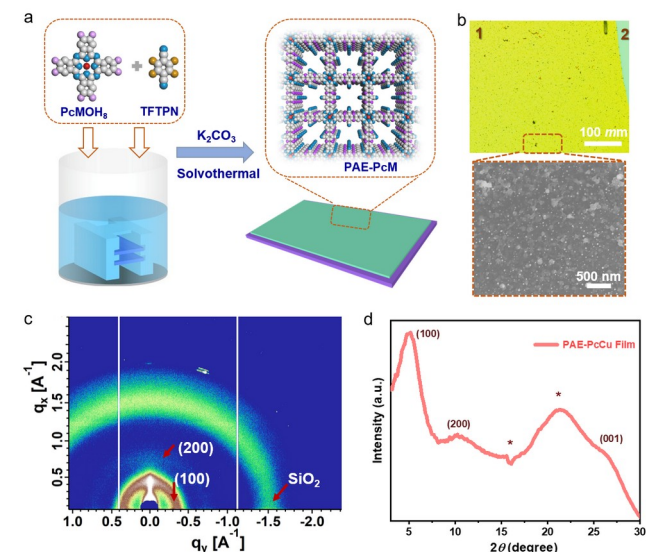 a
PcMOH₈
TFTPN
K₂CO₃
Solvothermal
PAE-PcM
b
1
2
100 mm
500 nm
c
qₓ [A⁻¹]
2.0
1.5
1.0
0.5
(200)
(100)
SiO₂
1.0 0.5 0.0 -0.5 -1.0 -1.5 -2.0
qᵧ [A⁻¹]
d
Intensity (a.u.)
(100)
PAE-PcCu Film
(200)
*
*
(001)
5 10 15 20 25 30
2θ (degree)